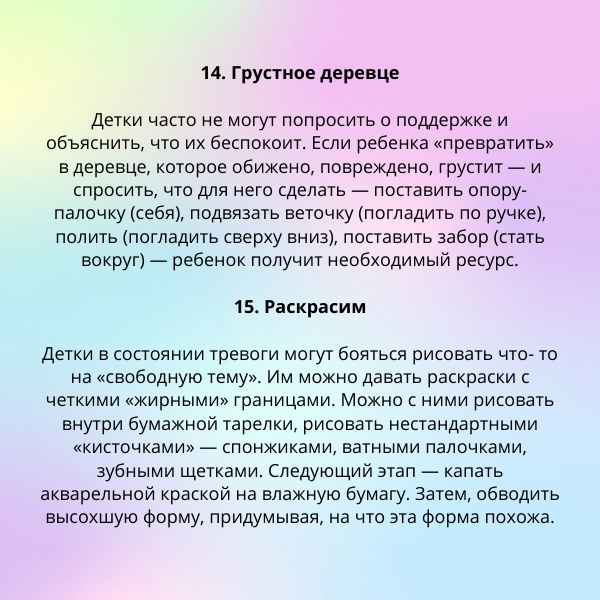 14. Грустное деревце
Детки часто не могут попросить о поддержке и
объяснить, что их беспокоит. Если ребенка «превратить»
в деревце, которое обижено, повреждено, грустит — и
спросить, что для него сделать — поставить опору-
палочку (себя), подвязать веточку (погладить по ручке),
полить (погладить сверху вниз), поставить забор (стать
вокруг) — ребенок получит необходимый ресурс.
15. Раскрасим
Детки в состоянии тревоги могут бояться рисовать что- то
на «свободную тему». Им можно давать раскраски с
четкими «жирными» границами. Можно с ними рисовать
внутри бумажной тарелки, рисовать нестандартными
«кисточками» — спонжиками, ватными палочками,
зубными щетками. Следующий этап — капать
акварельной краской на влажную бумагу. Затем, обводить
высохшую форму, придумывая, на что эта форма похожа.